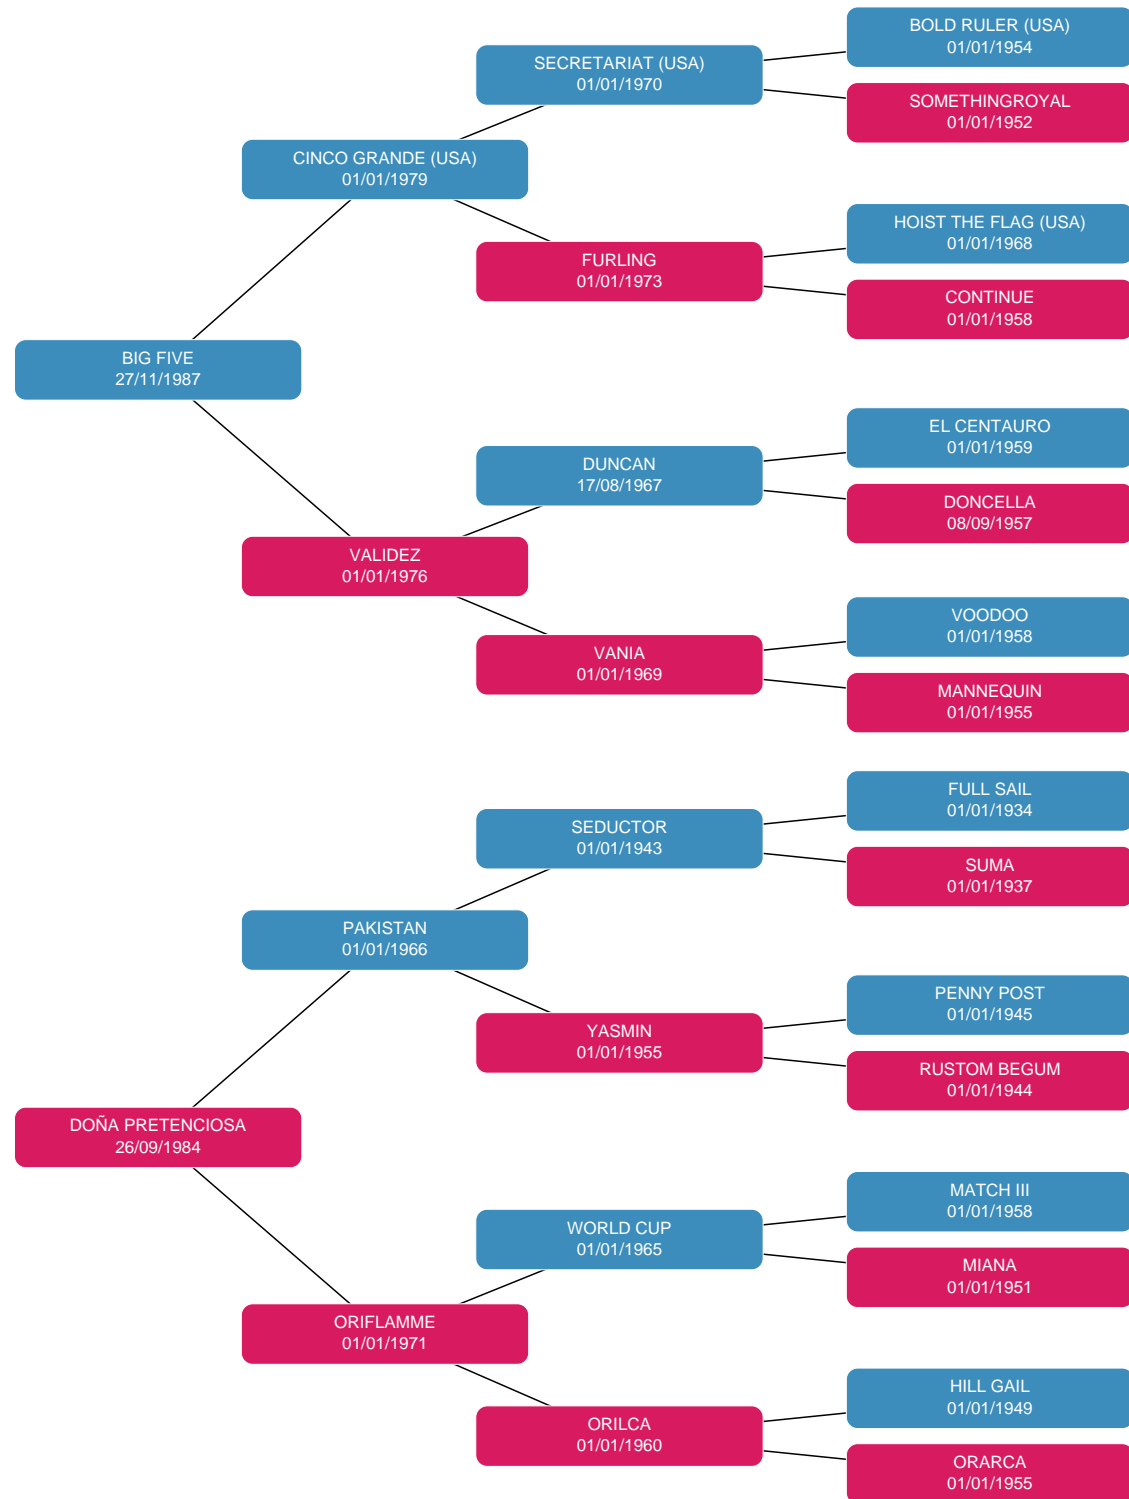 BOLD RULER (USA)
01/01/1954
SECRETARIAT (USA)
01/01/1970
SOMETHINGROYAL
01/01/1952
CINCO GRANDE (USA)
01/01/1979
HOIST THE FLAG (USA)
01/01/1968
FURLING
01/01/1973
CONTINUE
01/01/1958
BIG FIVE
27/11/1987
EL CENTAURO
01/01/1959
DUNCAN
17/08/1967
DONCELLA
08/09/1957
VALIDEZ
01/01/1976
VOODOO
01/01/1958
VANIA
01/01/1969
MANNEQUIN
01/01/1955
FULL SAIL
01/01/1934
SEDUCTOR
01/01/1943
SUMA
01/01/1937
PAKISTAN
01/01/1966
PENNY POST
01/01/1945
YASMIN
01/01/1955
RUSTOM BEGUM
01/01/1944
DOÑA PRETENCIOSA
26/09/1984
MATCH III
01/01/1958
WORLD CUP
01/01/1965
MIANA
01/01/1951
ORIFLAMME
01/01/1971
HILL GAIL
01/01/1949
ORILCA
01/01/1960
ORARCA
01/01/1955